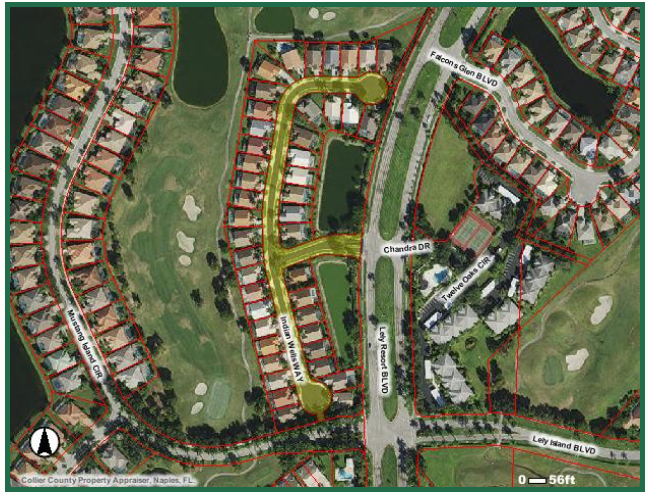 Falcons Glen BLVD
Chandra DR
Twelve Oaks CIR
Mustang Island CIR
Indian Wells WAY
Lely Resort BLVD
Lely Island BLVD
Collier County Property Appraiser, Naples, FL
0 56ft